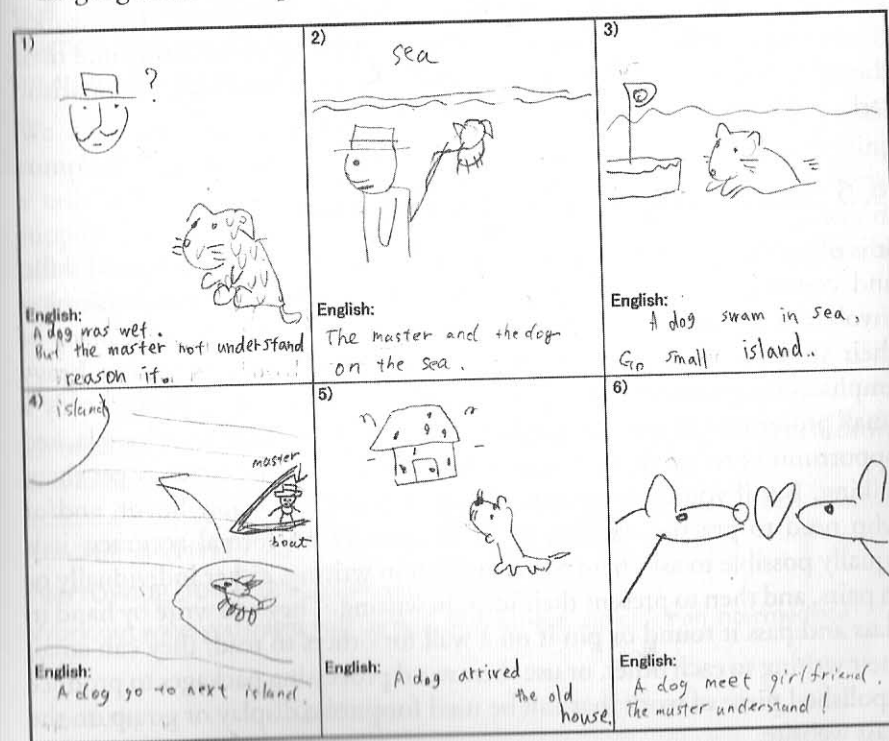 1)
?
English:
A dog was wet.
But the master not understand
reason it.
2)
sea
English:
The master and the dog
on the sea.
3)
English:
A dog swam in sea.
Go small island..
4) island
master
boat
English:
A dog go to next island.
5)
English:
A dog arrived
the old
house.
6)
English:
A dog meet girlfriend.
The master understand!